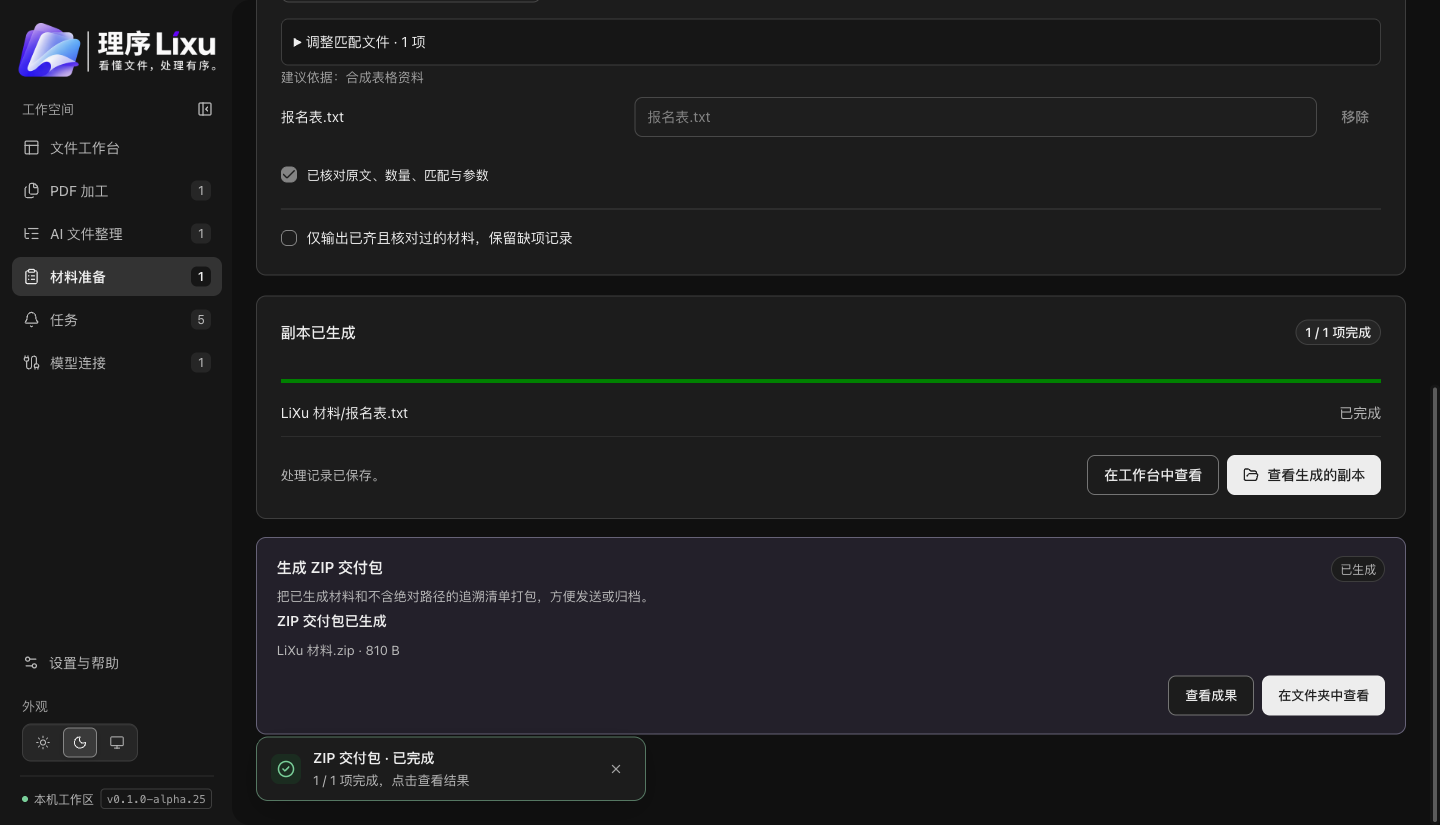 理序 Lixu
看懂文件，处理有序。
工作空间
文件工作台
PDF 加工 1
AI 文件整理 1
材料准备 1
任务 5
模型连接 1
设置与帮助
外观
本机工作区 v0.1.0-alpha.25
▶ 调整匹配文件 · 1 项
建议依据：合成表格资料
报名表.txt 报名表.txt 移除
已核对原文、数量、匹配与参数
仅输出已齐且核对过的材料，保留缺项记录
副本已生成 1 / 1 项完成
LiXu 材料/报名表.txt 已完成
处理记录已保存。 在工作台中查看 查看生成的副本
生成 ZIP 交付包 已生成
把已生成材料和不含绝对路径的追溯清单打包，方便发送或归档。
ZIP 交付包已生成
LiXu 材料.zip · 810 B
查看成果 在文件夹中查看
ZIP 交付包 · 已完成
1 / 1 项完成，点击查看结果